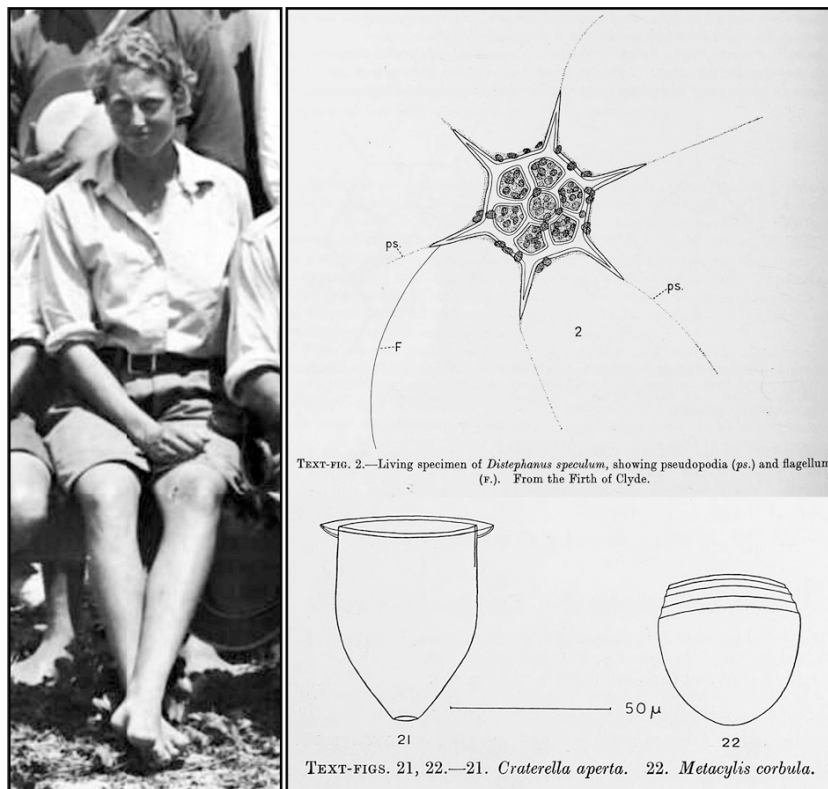 ps.
ps.
F
2
TEXT-FIG. 2.—Living specimen of Distephanus speculum, showing pseudopodia (ps.) and flagellum
(F.). From the Firth of Clyde.
50 μ
21
22
TEXT-FIGS. 21, 22.—21. Craterella aperta. 22. Metacylis corbula.